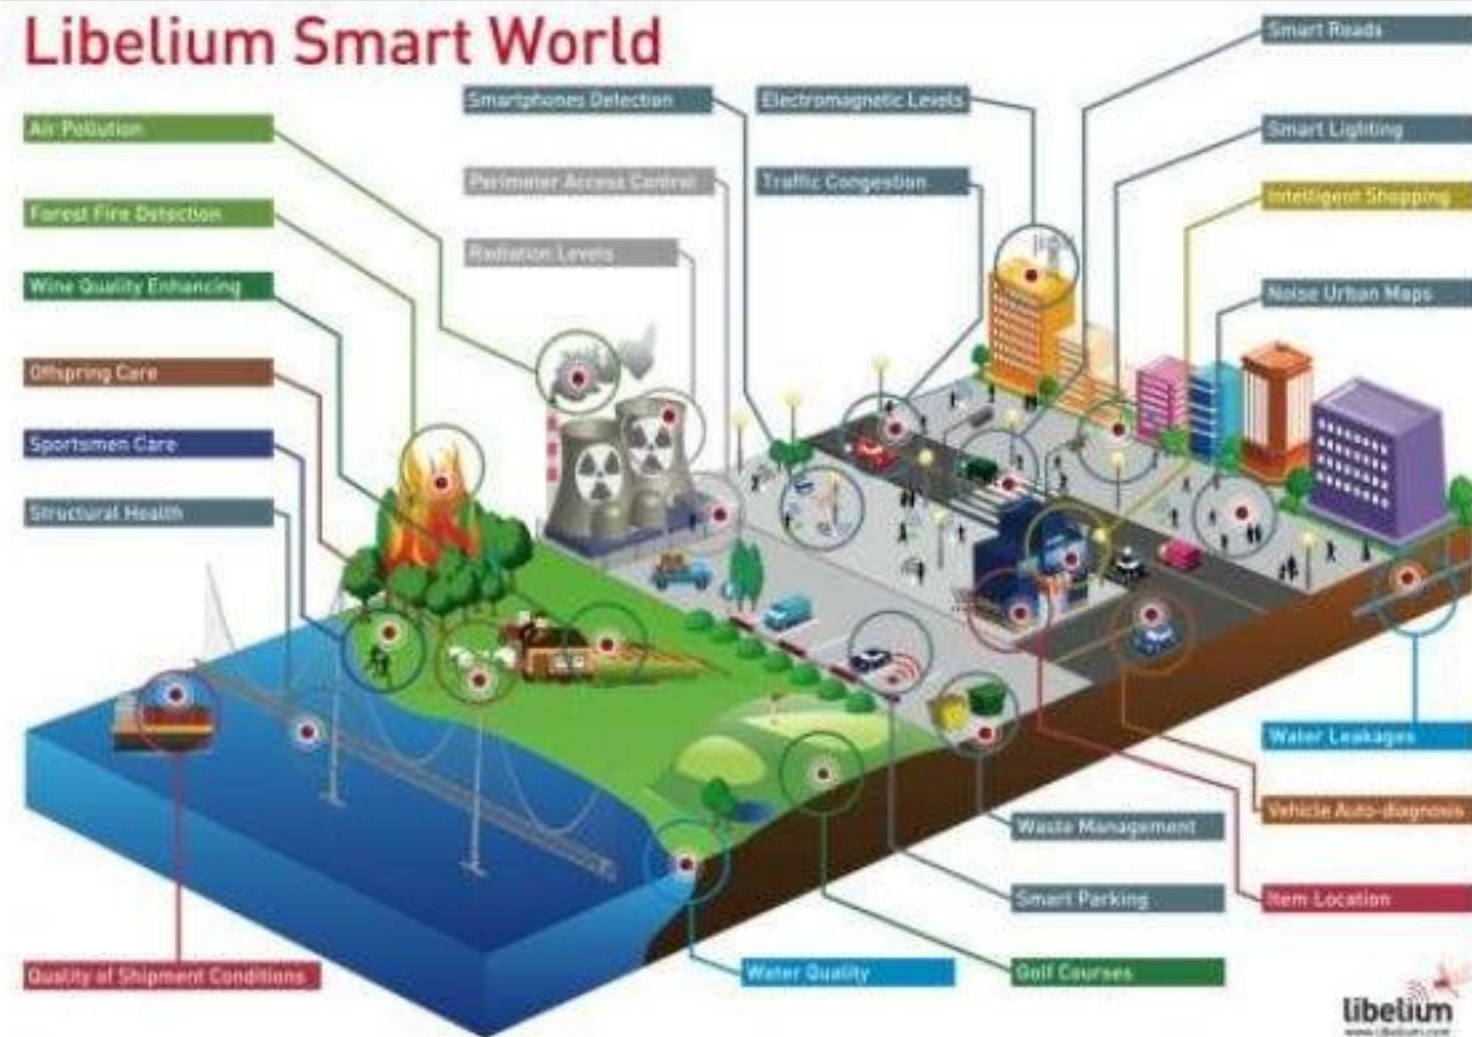 Libelium Smart World
Air Pollution
Forest Fire Detection
Wine Quality Enhancing
Offspring Care
Sportsmen Care
Structural Health
Quality of Shipment Conditions
Smartphones Detection
Perimeter Access Control
Radiation Levels
Electromagnetic Levels
Traffic Congestion
Smart Roads
Smart Lighting
Intelligent Shopping
Noise Urban Maps
Water Leakages
Vehicle Auto-diagnosis
Item Location
Waste Management
Smart Parking
Golf Courses
Water Quality
libelium
www.libelium.com